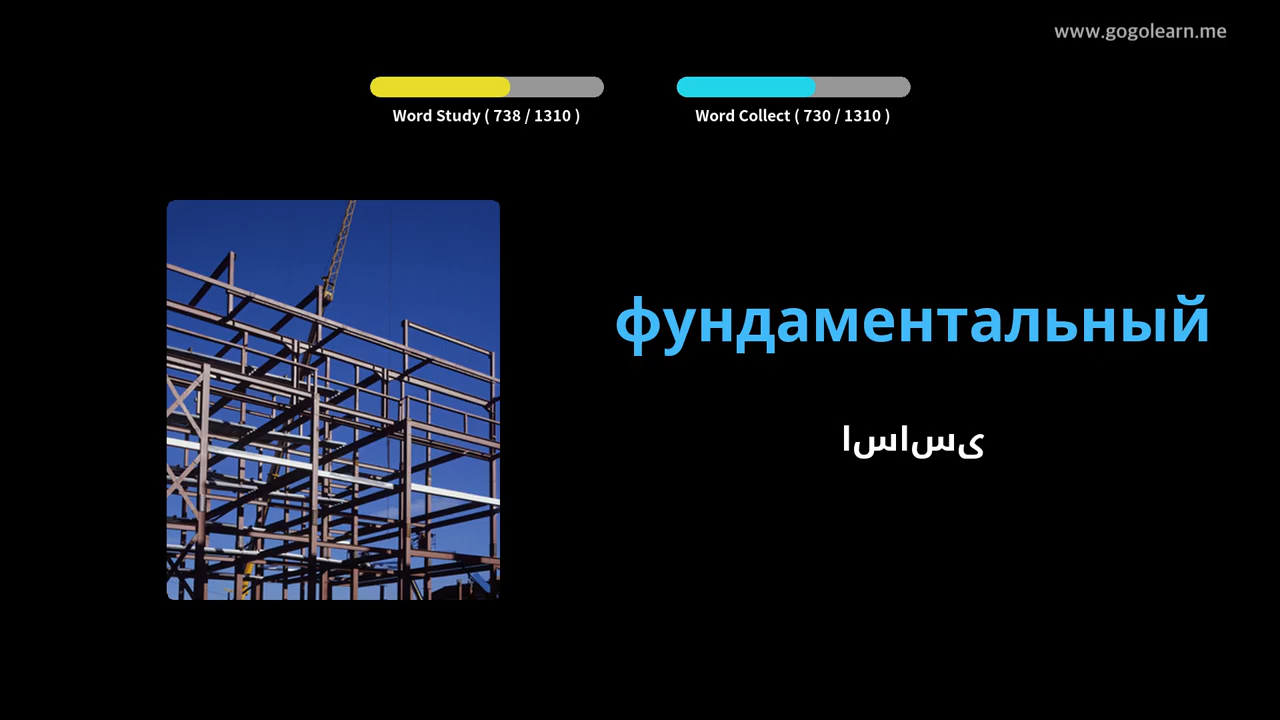 www.gogolearn.me
Word Study ( 738 / 1310 )
Word Collect ( 730 / 1310 )
фундаментальный
اساسی